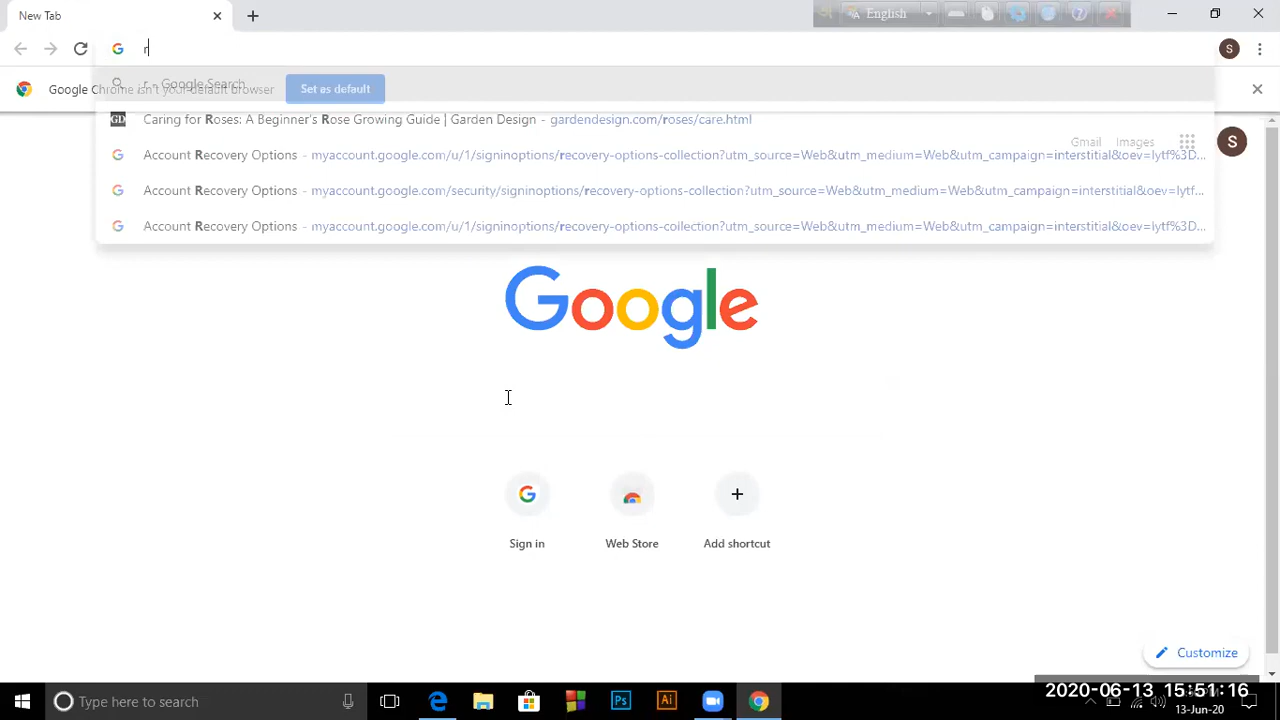 New Tab
English
r
r - Google Search
Google Chrome isn't your default browser
Set as default
Caring for Roses: A Beginner's Rose Growing Guide | Garden Design - gardendesign.com/roses/care.html
Gmail Images
S
S
Account Recovery Options - myaccount.google.com/u/1/signinoptions/recovery-options-collection?utm_source=Web&utm_medium=Web&utm_campaign=interstitial&oev=lytf%3D...
Account Recovery Options - myaccount.google.com/security/signinoptions/recovery-options-collection?utm_source=Web&utm_medium=Web&utm_campaign=interstitial&oev=lytf...
Account Recovery Options - myaccount.google.com/u/1/signinoptions/recovery-options-collection?utm_source=Web&utm_medium=Web&utm_campaign=interstitial&oev=lytf%3D...
Google
Sign in
Web Store
Add shortcut
Customize
Type here to search
Ps
Ai
2020-06-13 15:51:16
13-Jun-20